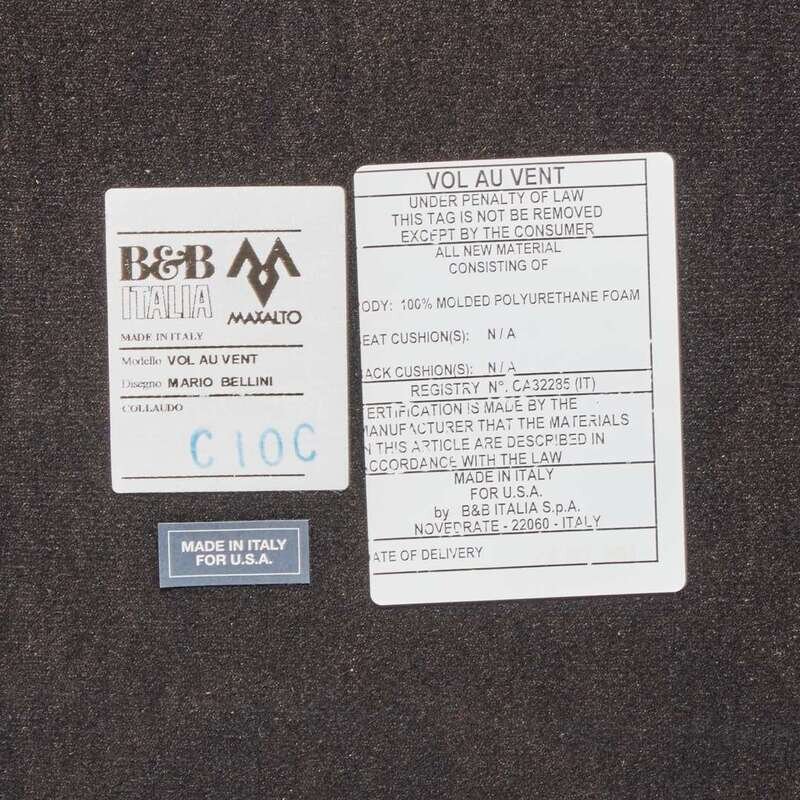 B&B
ITALIA
MAXALTO
MADE IN ITALY
Modello VOL AU VENT
Disegno MARIO BELLINI
COLLAUDO
C10C
MADE IN ITALY
FOR U.S.A.
VOL AU VENT
UNDER PENALTY OF LAW
THIS TAG IS NOT BE REMOVED
EXCEPT BY THE CONSUMER
ALL NEW MATERIAL
CONSISTING OF
ODY: 100% MOLDED POLYURETHANE FOAM
EAT CUSHION(S): N/A
ACK CUSHION(S): N/A
REGISTRY N°. CA32285 (IT)
ERTIFICATION IS MADE BY THE
MANUFACTURER THAT THE MATERIALS
N THIS ARTICLE ARE DESCRIBED IN
ACCORDANCE WITH THE LAW
MADE IN ITALY
FOR U.S.A.
by B&B ITALIA S.p.A.
NOVEDRATE - 22060 - ITALY
ATE OF DELIVERY